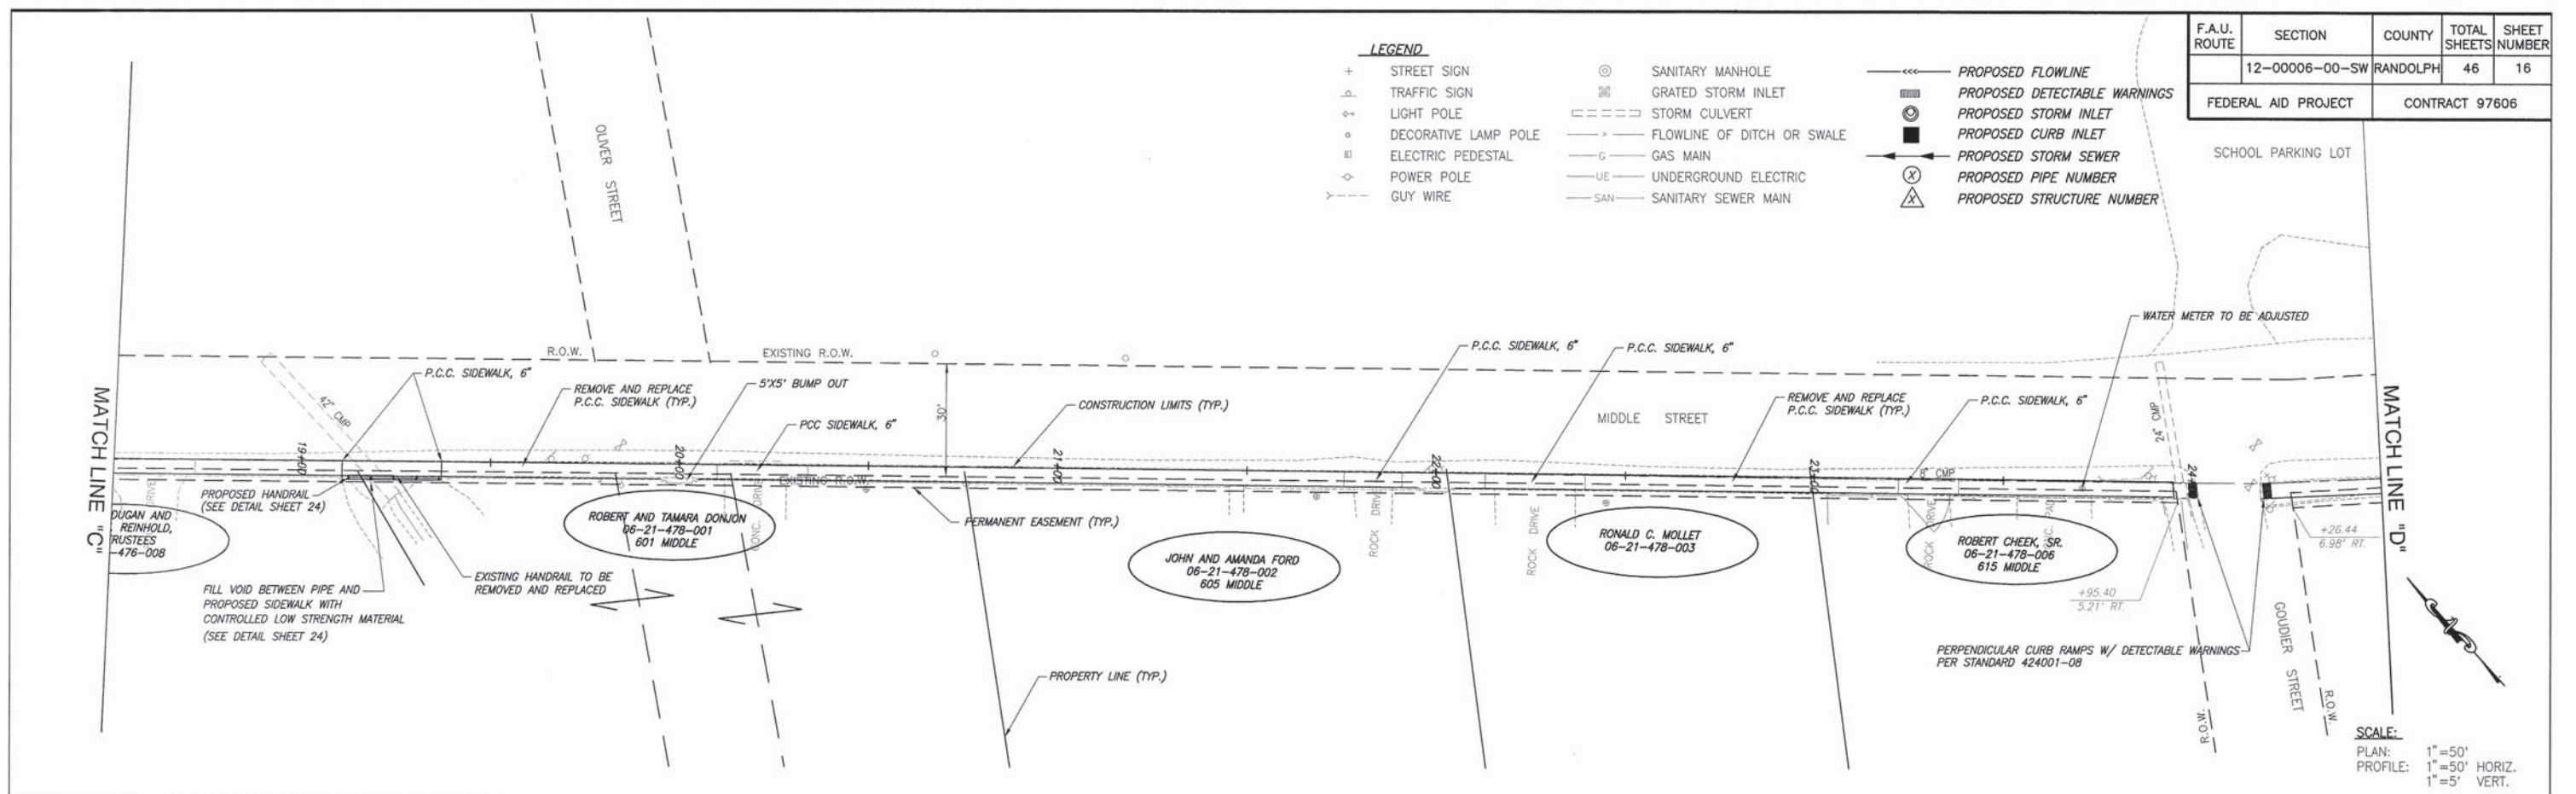 F.A.U. ROUTE
SECTION
COUNTY
TOTAL SHEETS
SHEET NUMBER
12-00006-00-SW
RANDOLPH
46
16
FEDERAL AID PROJECT
CONTRACT 97606
LEGEND
STREET SIGN
TRAFFIC SIGN
LIGHT POLE
DECORATIVE LAMP POLE
ELECTRIC PEDESTAL
POWER POLE
GUY WIRE
SANITARY MANHOLE
GRATED STORM INLET
STORM CULVERT
FLOWLINE OF DITCH OR SWALE
G GAS MAIN
UE UNDERGROUND ELECTRIC
SAN SANITARY SEWER MAIN
PROPOSED FLOWLINE
PROPOSED DETECTABLE WARNINGS
PROPOSED STORM INLET
PROPOSED CURB INLET
PROPOSED STORM SEWER
X PROPOSED PIPE NUMBER
X PROPOSED STRUCTURE NUMBER
SCHOOL PARKING LOT
OLIVER STREET
WATER METER TO BE ADJUSTED
R.O.W.
EXISTING R.O.W.
P.C.C. SIDEWALK, 6"
REMOVE AND REPLACE
P.C.C. SIDEWALK (TYP.)
5'X5' BUMP OUT
PCC SIDEWALK, 6"
30'
CONSTRUCTION LIMITS (TYP.)
P.C.C. SIDEWALK, 6"
P.C.C. SIDEWALK, 6"
MIDDLE STREET
REMOVE AND REPLACE
P.C.C. SIDEWALK (TYP.)
P.C.C. SIDEWALK, 6"
MATCH LINE "C"
MATCH LINE "D"
42" CMP
24" CMP
8" CMP
19+00
20+00
21+00
22+00
23+00
EXISTING R.O.W.
DRIVE
PROPOSED HANDRAIL
(SEE DETAIL SHEET 24)
DUGAN AND
REINHOLD,
RUSTEES
-476-008
ROBERT AND TAMARA DONJON
06-21-478-001
601 MIDDLE
CONC. DRIVE
PERMANENT EASEMENT (TYP.)
JOHN AND AMANDA FORD
06-21-478-002
605 MIDDLE
ROCK DRIVE
ROCK DRIVE
RONALD C. MOLLET
06-21-478-003
ROCK DRIVE
ROBERT CHEEK, SR.
06-21-478-006
615 MIDDLE
+26.44
6.98' RT.
+95.40
5.21' RT.
FILL VOID BETWEEN PIPE AND
PROPOSED SIDEWALK WITH
CONTROLLED LOW STRENGTH MATERIAL
(SEE DETAIL SHEET 24)
EXISTING HANDRAIL TO BE
REMOVED AND REPLACED
PROPERTY LINE (TYP.)
PERPENDICULAR CURB RAMPS W/ DETECTABLE WARNINGS
PER STANDARD 424001-08
GOUDIER STREET
R.O.W.
R.O.W.
SCALE:
PLAN: 1"=50'
PROFILE: 1"=50' HORIZ.
1"=5' VERT.